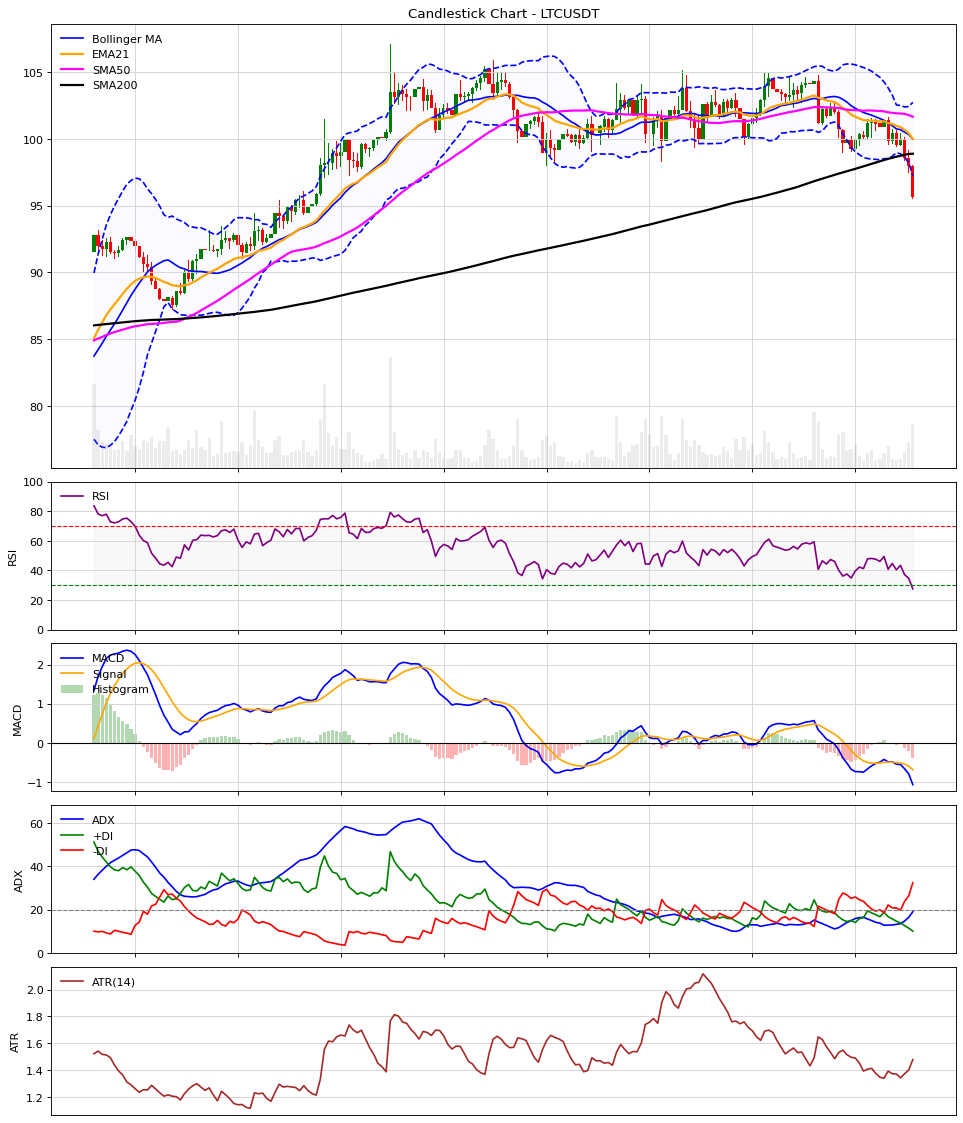 Candlestick Chart - LTCUSDT
Bollinger MA
EMA21
SMA50
SMA200
105
100
95
90
85
80
RSI
100
80
60
40
20
0
RSI
MACD
Signal
Histogram
2
1
0
−1
MACD
ADX
+DI
-DI
60
40
20
0
ADX
ATR(14)
2.0
1.8
1.6
1.4
1.2
ATR